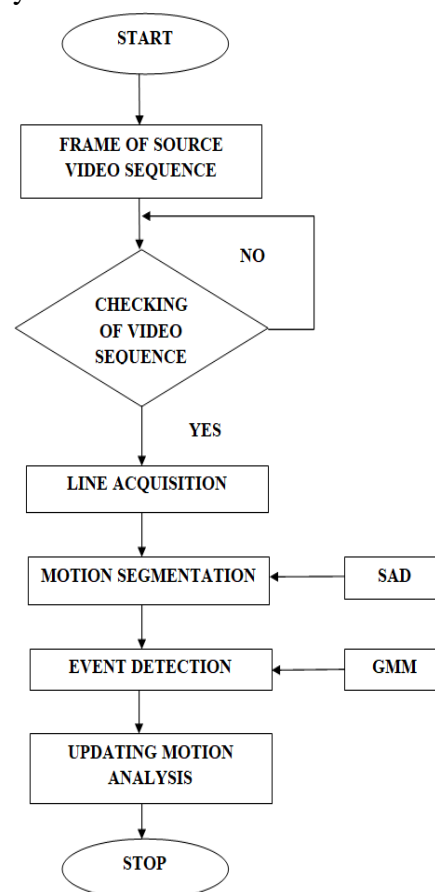 y
START
FRAME OF SOURCE
VIDEO SEQUENCE
NO
CHECKING
OF VIDEO
SEQUENCE
YES
LINE ACQUISITION
MOTION SEGMENTATION
SAD
EVENT DETECTION
GMM
UPDATING MOTION
ANALYSIS
STOP